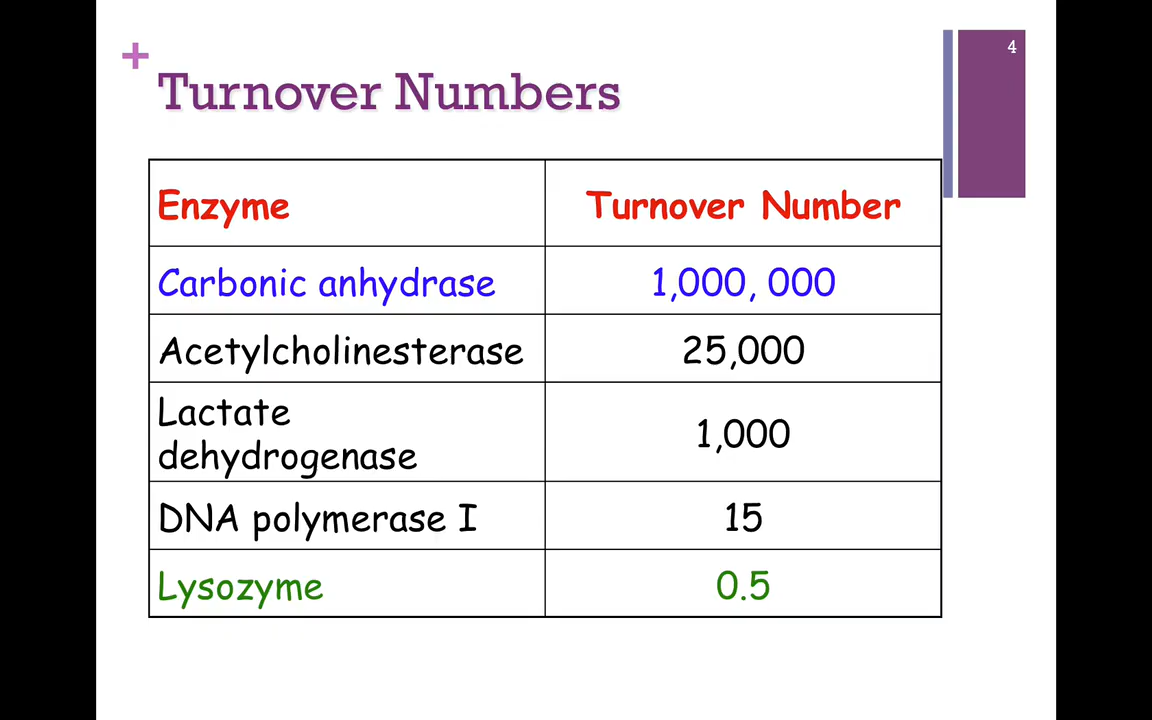 4
+
Turnover Numbers
Enzyme Turnover Number
Carbonic anhydrase 1,000, 000
Acetylcholinesterase 25,000
Lactate
dehydrogenase 1,000
DNA polymerase I 15
Lysozyme 0.5